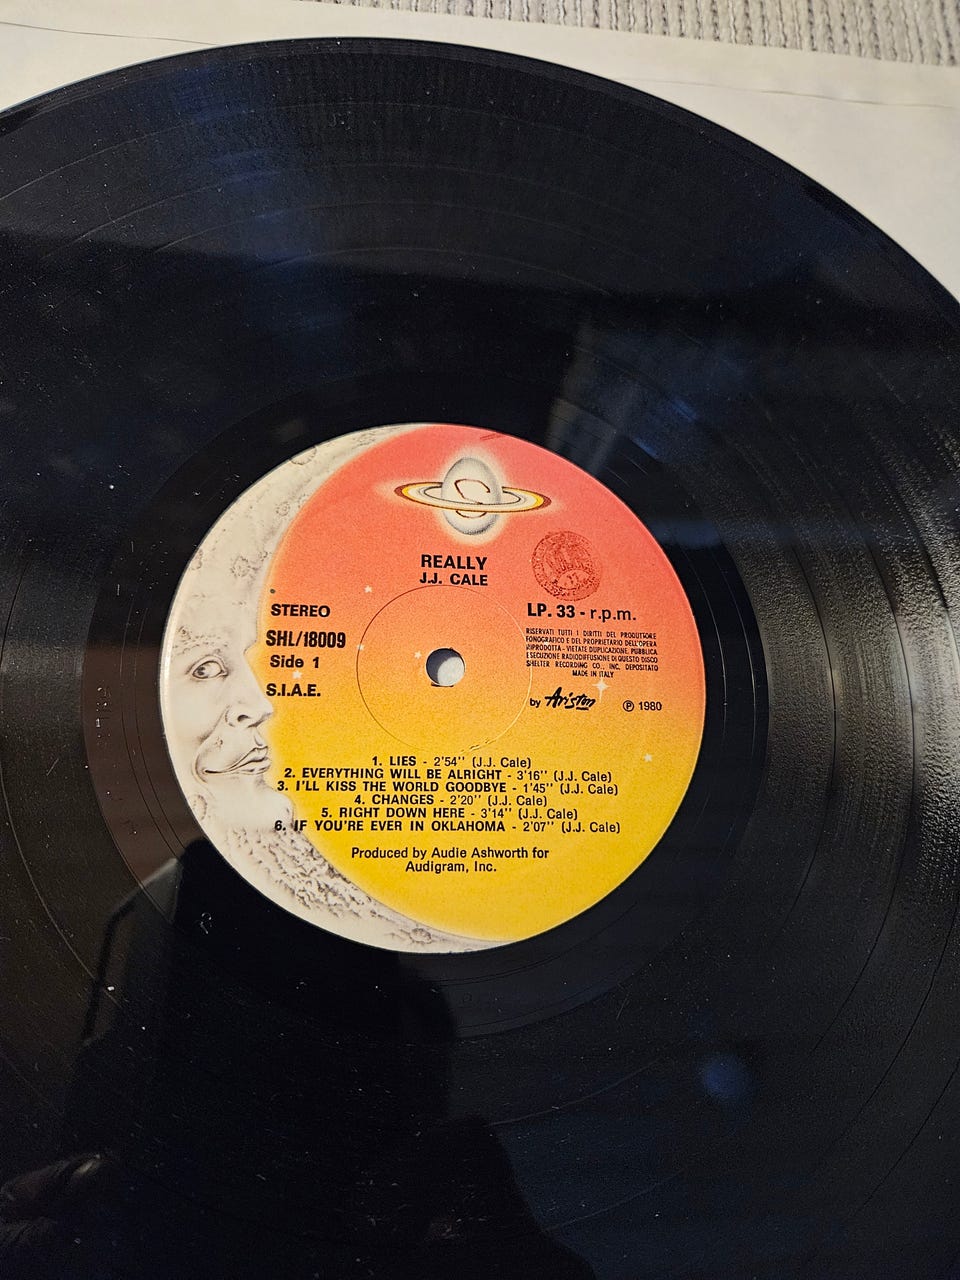 REALLY
J.J. CALE
STEREO
LP. 33 - r.p.m.
SHL/18009
Side 1
S.I.A.E.
RISERVATI TUTTI I DIRITTI DEL PRODUTTORE
FONOGRAFICO E DEL PROPRIETARIO DELL'OPERA
RIPRODOTTA - VIETATE DUPLICAZIONE, PUBBLICA
ESECUZIONE RADIODIFFUSIONE DI QUESTO DISCO
SHELTER RECORDING CO., INC. DEPOSITATO
MADE IN ITALY
by Ariston
℗ 1980
1. LIES - 2'54'' (J.J. Cale)
2. EVERYTHING WILL BE ALRIGHT - 3'16'' (J.J. Cale)
3. I'LL KISS THE WORLD GOODBYE - 1'45'' (J.J. Cale)
4. CHANGES - 2'20'' (J.J. Cale)
5. RIGHT DOWN HERE - 3'14'' (J.J. Cale)
6. IF YOU'RE EVER IN OKLAHOMA - 2'07'' (J.J. Cale)
Produced by Audie Ashworth for
Audigram, Inc.